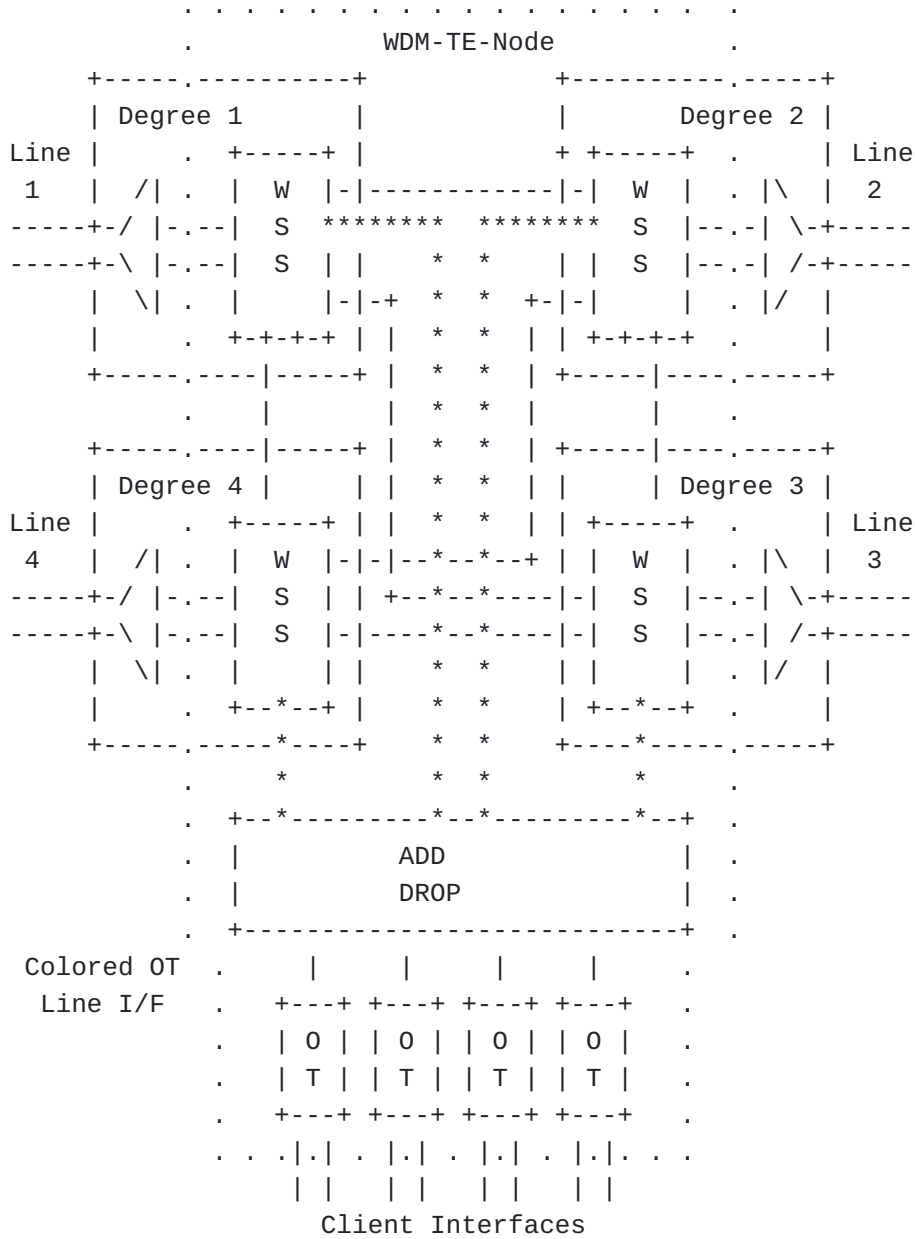 WDM-TE-Node
Degree 1 Degree 2
Line Line
1 W W 2
S S
S S
Degree 4 Degree 3
Line Line
4 W W 3
S S
S S
ADD
DROP
Colored OT
Line I/F
O O O O
T T T T
Client Interfaces